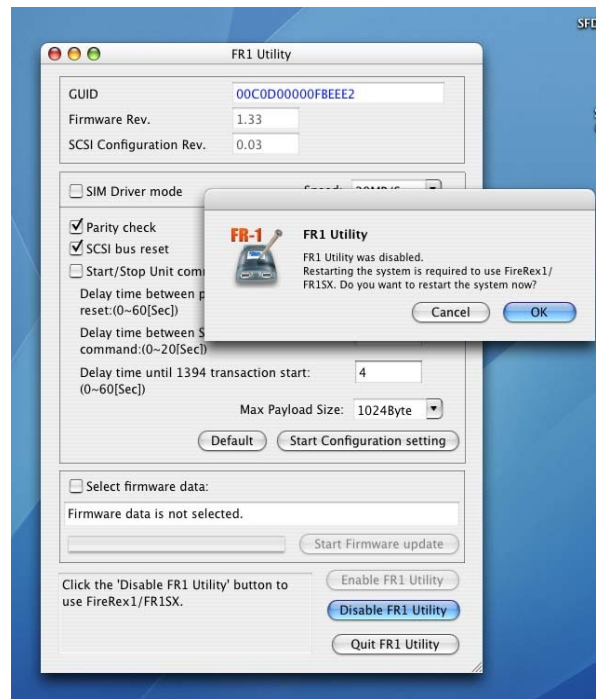 SFD
FR1 Utility
GUID 00C0D00000FBEEE2
Firmware Rev. 1.33
SCSI Configuration Rev. 0.03
SIM Driver mode
Parity check
SCSI bus reset
Start/Stop Unit
Delay time between
reset:(0~60[Sec])
Delay time between
command:(0~20[Sec])
Delay time until 1394 transaction start: 4
(0~60[Sec])
Max Payload Size: 1024Byte
Default Start Configuration setting
Select firmware data:
Firmware data is not selected.
Start Firmware update
Click the 'Disable FR1 Utility' button to
use FireRex1/FR1SX.
Enable FR1 Utility
Disable FR1 Utility
Quit FR1 Utility
FR-1
FR1 Utility
FR1 Utility was disabled.
Restarting the system is required to use FireRex1/
FR1SX. Do you want to restart the system now?
Cancel OK